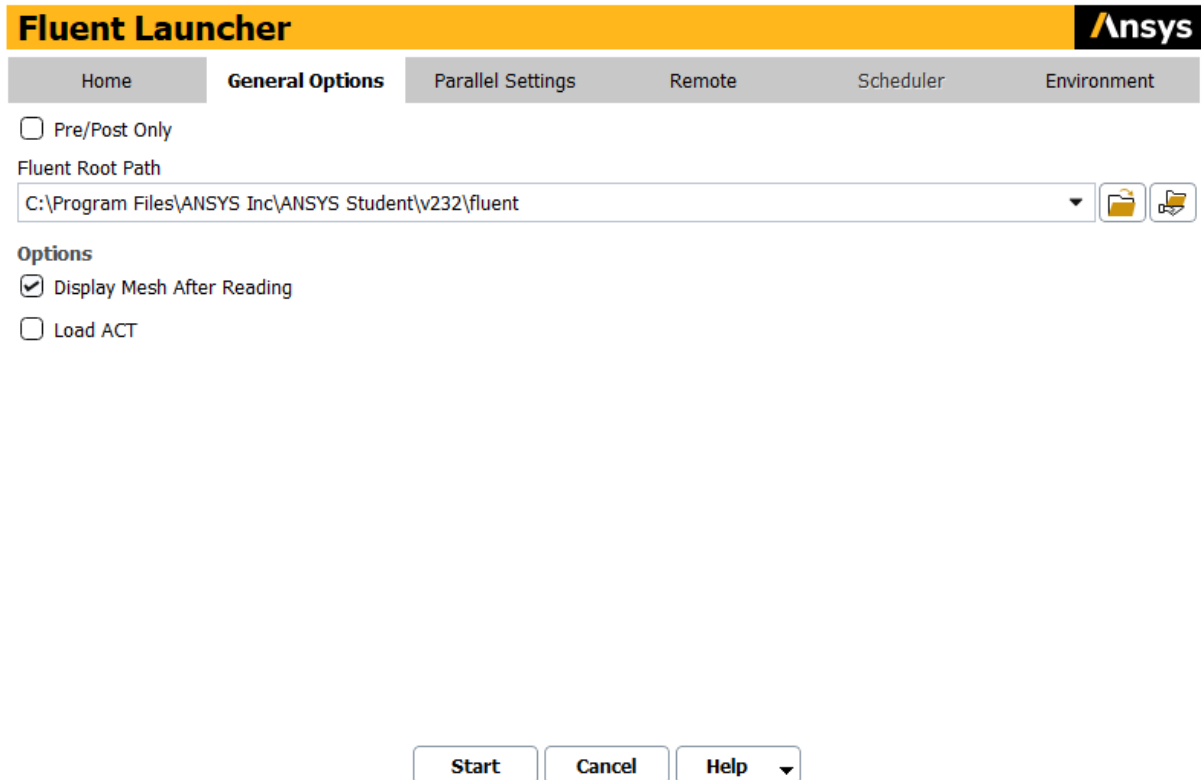 Fluent Launcher
Ansys
Home General Options Parallel Settings Remote Scheduler Environment
Pre/Post Only
Fluent Root Path
C:\Program Files\ANSYS Inc\ANSYS Student\v232\fluent
Options
Display Mesh After Reading
Load ACT
Start Cancel Help